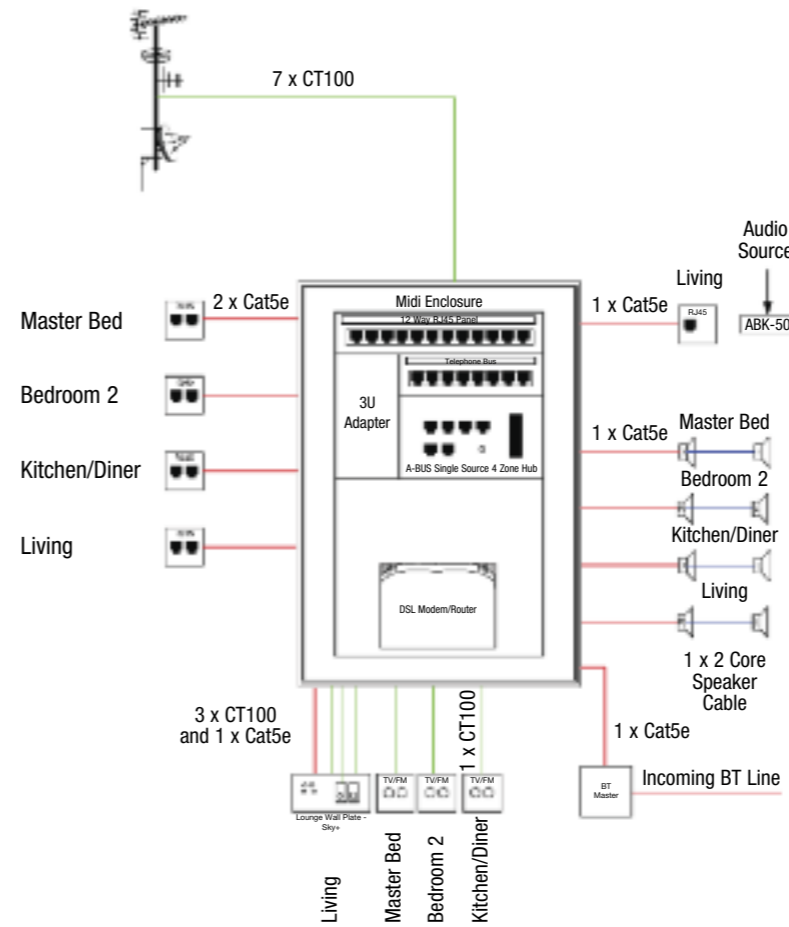 7 x CT100
Audio
Source
Living
Master Bed
2 x Cat5e
Midi Enclosure
12 Way RJ45 Panel
1 x Cat5e
RJ45
ABK-50
Telephone Bus
Bedroom 2
3U
Adapter
Kitchen/Diner
A-BUS Single Source 4 Zone Hub
1 x Cat5e
Master Bed
Bedroom 2
Kitchen/Diner
Living
Living
DSL Modem/Router
1 x 2 Core
Speaker
Cable
3 x CT100
and 1 x Cat5e
1 x CT100
1 x Cat5e
TV/FM
TV/FM
TV/FM
BT
Master
Incoming BT Line
Lounge Wall Plate -
Sky+
Living
Master Bed
Bedroom 2
Kitchen/Diner